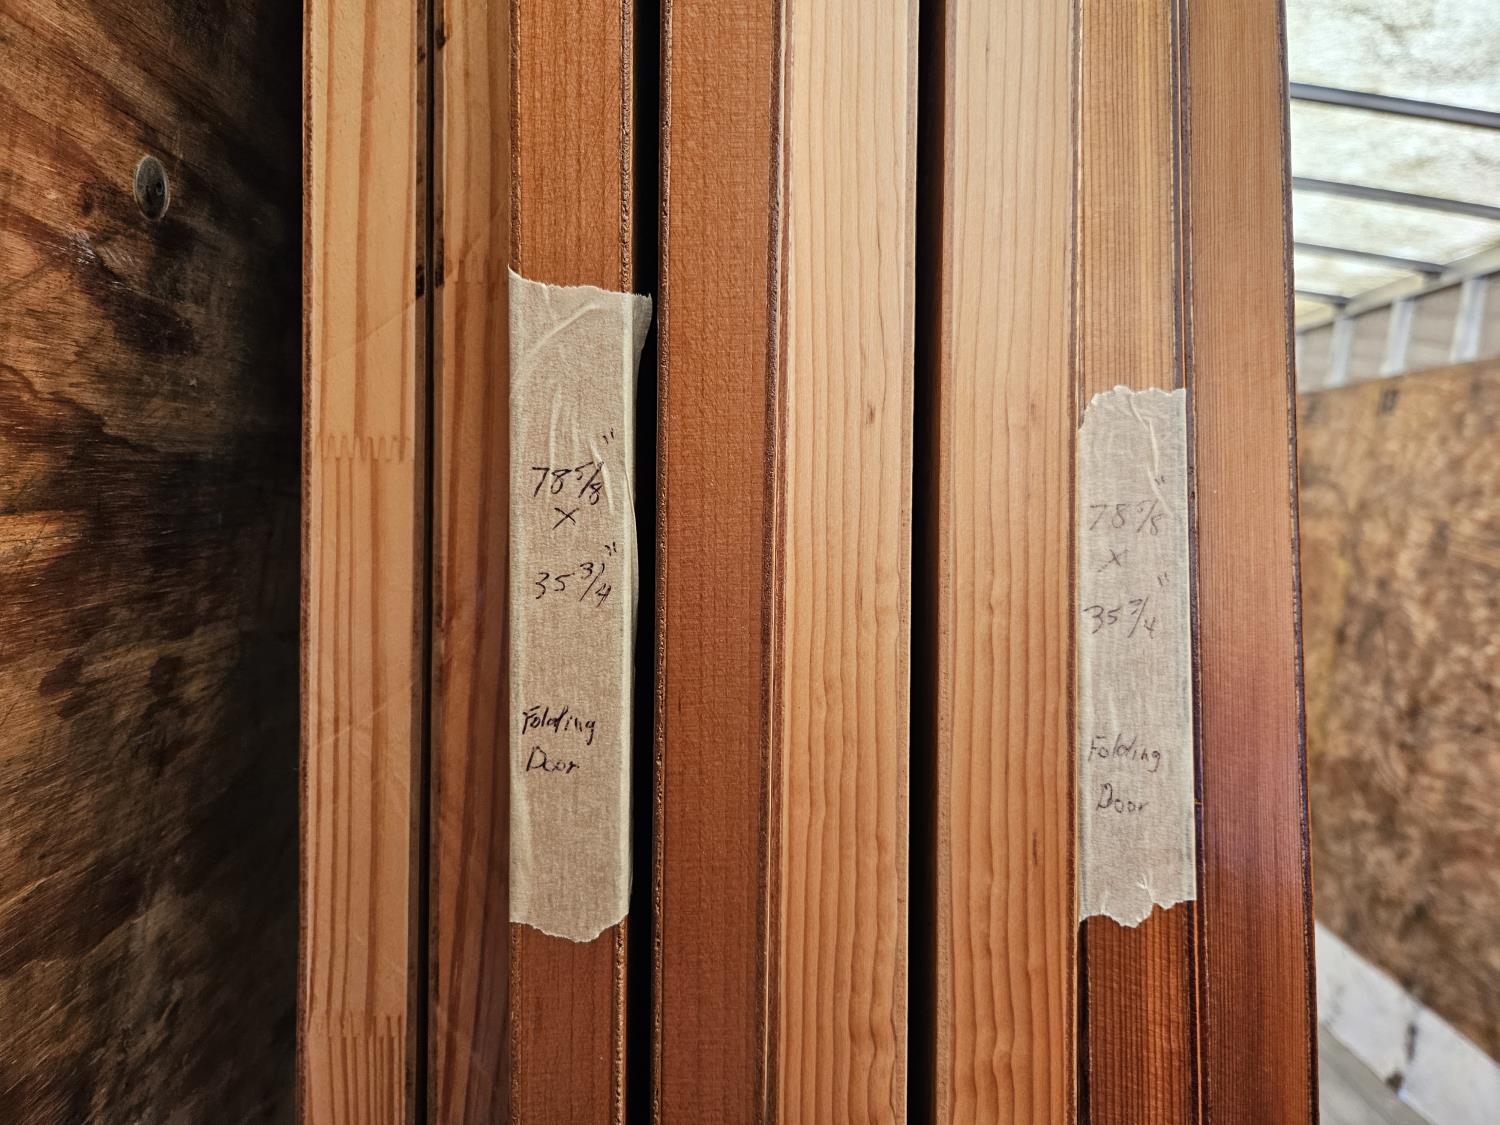 78 5/8"
X
35 3/4"
Folding
Door
78 5/8"
X
35 3/4"
Folding
Door